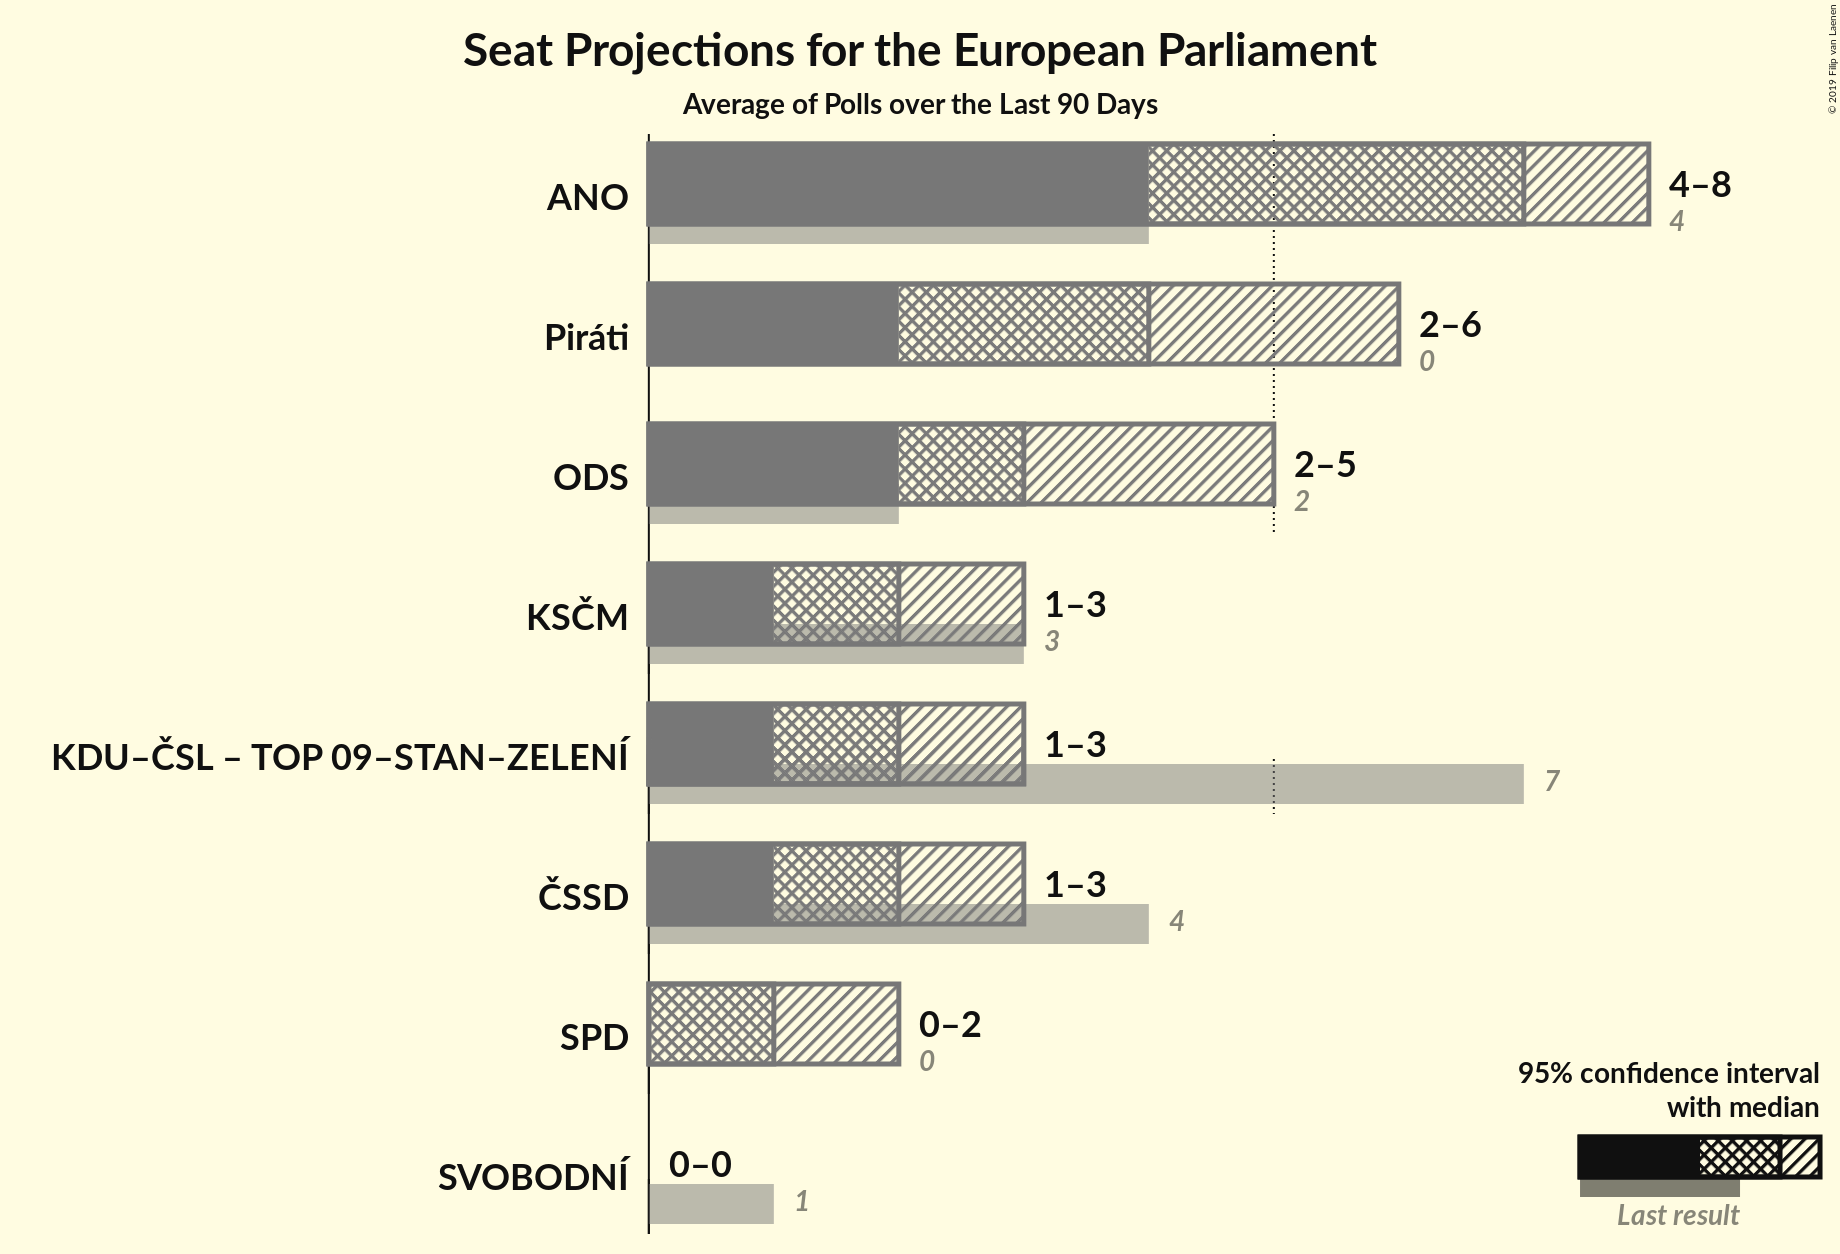 Seat Projections for the European Parliament
Average of Polls over the Last 90 Days
© 2019 Filip van Laenen
ANO
4–8
4
Piráti
2–6
0
ODS
2–5
2
KSČM
1–3
3
KDU–ČSL – TOP 09–STAN–ZELENÍ
1–3
7
ČSSD
1–3
4
SPD
0–2
0
SVOBODNÍ
0–0
1
95% confidence interval
with median
Last result